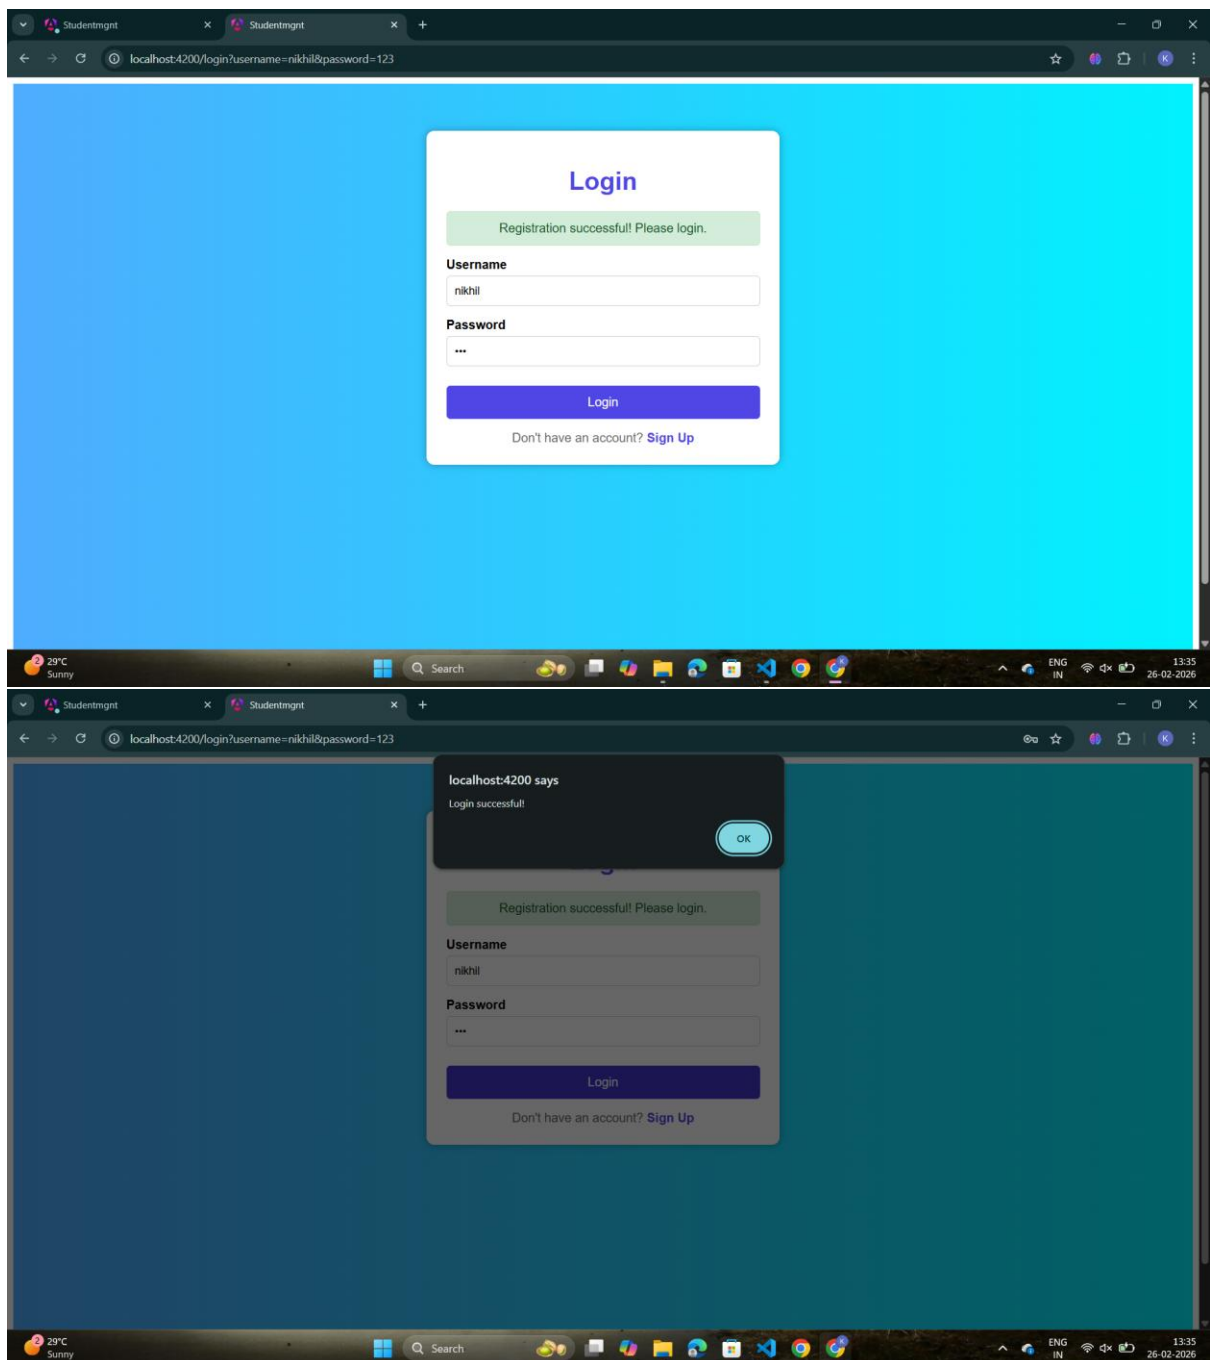 Studentmgnt
Studentmgnt
localhost:4200/login?username=nikhil&password=123
K
Login
Registration successful! Please login.
Username
nikhil
Password
•••
Login
Don't have an account? Sign Up
2
29°C
Sunny
Search
ENG
IN
13:35
26-02-2026
Studentmgnt
Studentmgnt
localhost:4200/login?username=nikhil&password=123
K
localhost:4200 says
Login successful!
OK
Registration successful! Please login.
Username
nikhil
Password
•••
Login
Don't have an account? Sign Up
2
29°C
Sunny
Search
ENG
IN
13:35
26-02-2026